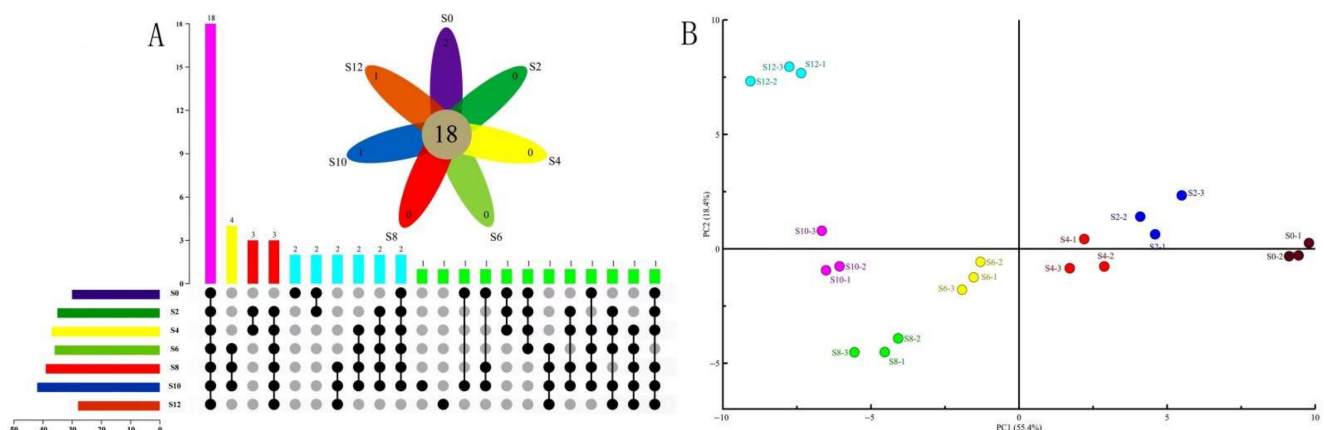 A
18
15
12
9
6
3
0
18
4
3
3
2
2
2
2
2
2
1
1
1
1
1
1
1
1
1
1
1
1
S0
2
S2
0
S4
0
S6
0
S8
0
S10
1
S12
1
18
S0
S2
S4
S6
S8
S10
S12
50 40 30 20 10 0
B
10
5
0
−5
−10 −5 0 5 10
PC2 (18.4%)
PC1 (55.4%)
S12-3
S12-1
S12-2
S10-3
S10-2
S10-1
S8-3
S8-2
S8-1
S6-2
S6-1
S6-3
S4-1
S4-2
S4-3
S2-3
S2-2
S2-1
S0-1
S0-2